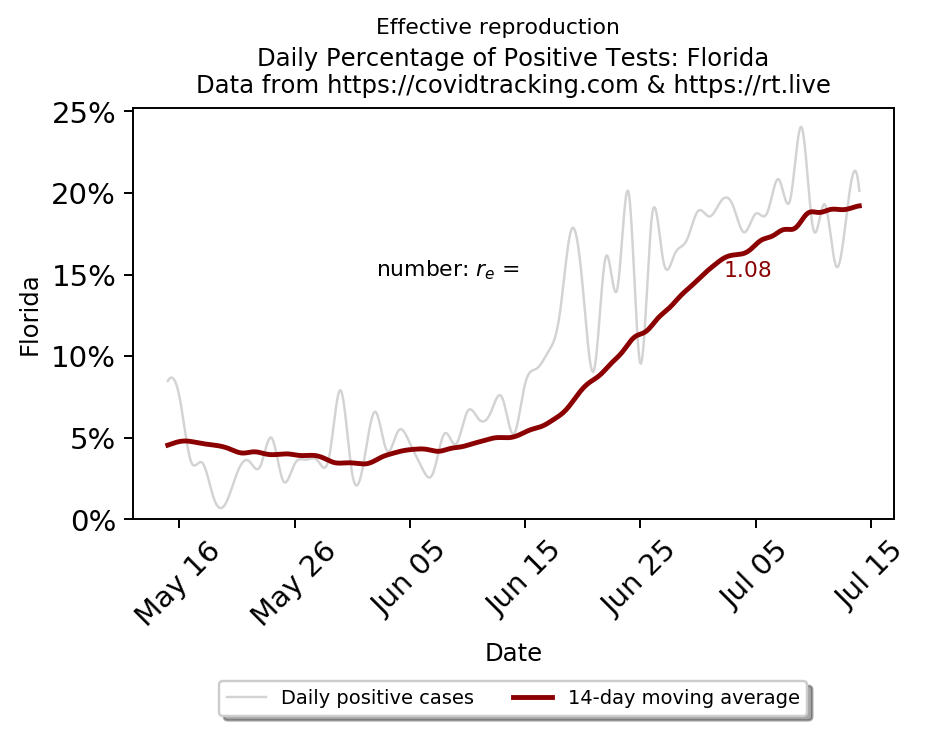 Effective reproduction
Daily Percentage of Positive Tests: Florida
Data from https://covidtracking.com & https://rt.live
25%
20%
15%
10%
5%
0%
Florida
number: rₑ =
1.08
May 16
May 26
Jun 05
Jun 15
Jun 25
Jul 05
Jul 15
Date
Daily positive cases
14-day moving average